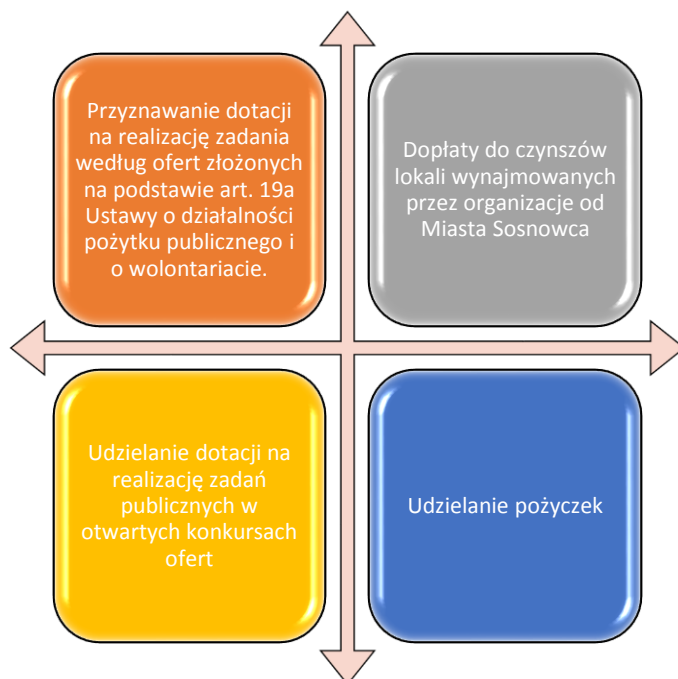 Przyznawanie dotacji
na realizację zadania
według ofert złożonych
na podstawie art. 19a
Ustawy o działalności
pożytku publicznego i
o wolontariacie.
Dopłaty do czynszów
lokali wynajmowanych
przez organizacje od
Miasta Sosnowca
Udzielanie dotacji na
realizację zadań
publicznych w
otwartych konkursach
ofert
Udzielanie pożyczek